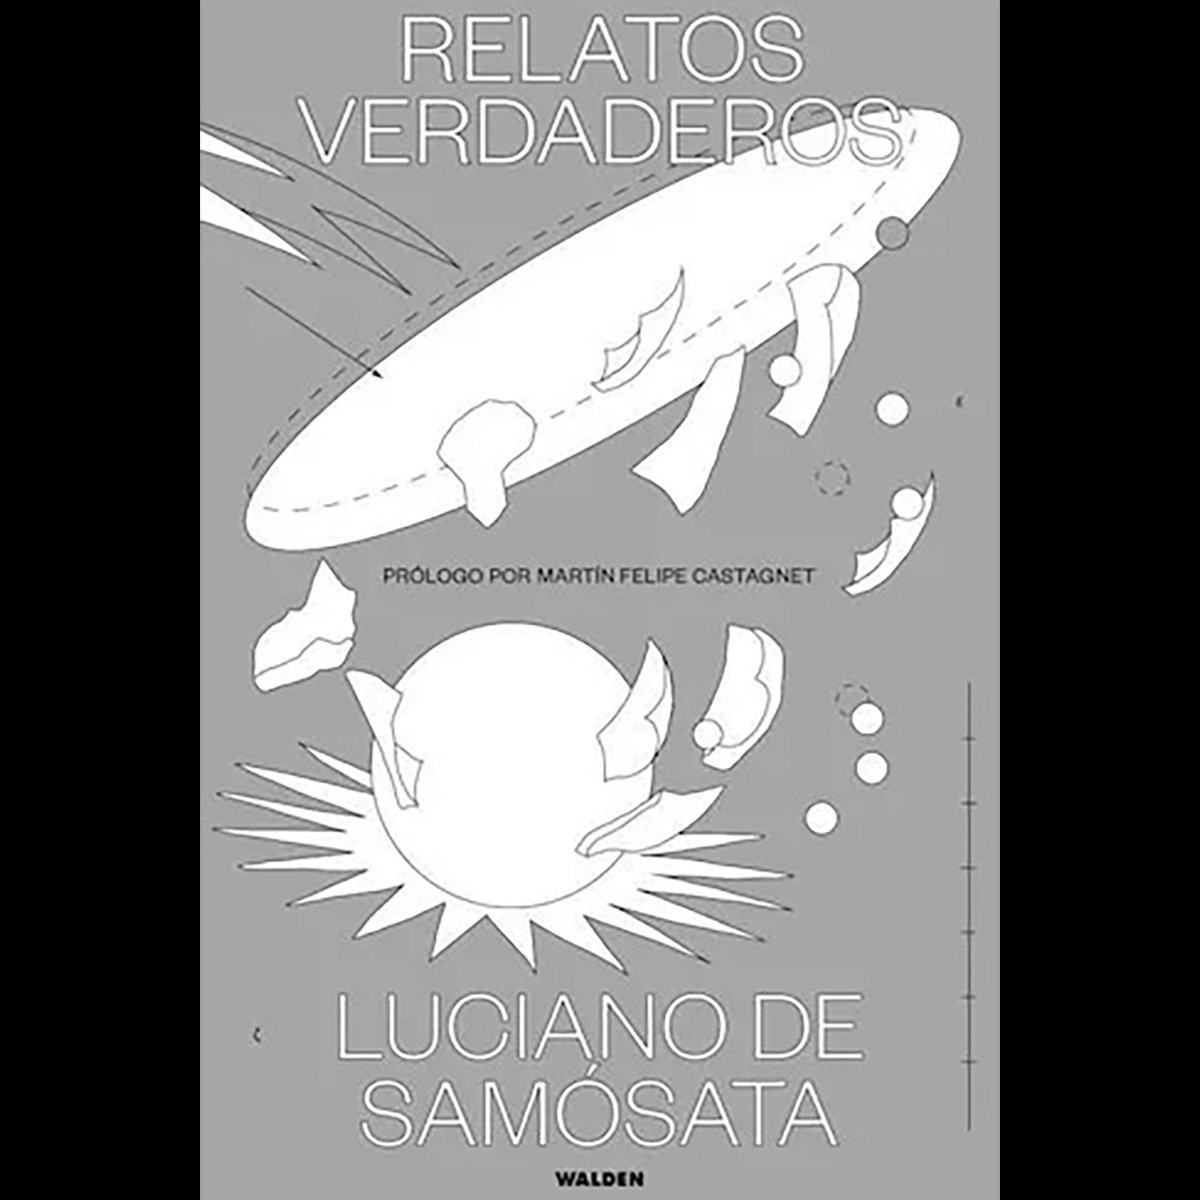 RELATOS
VERDADEROS
ε
PRÓLOGO POR MARTÍN FELIPE CASTAGNET
ζ
LUCIANO DE
SAMÓSATA
WALDEN